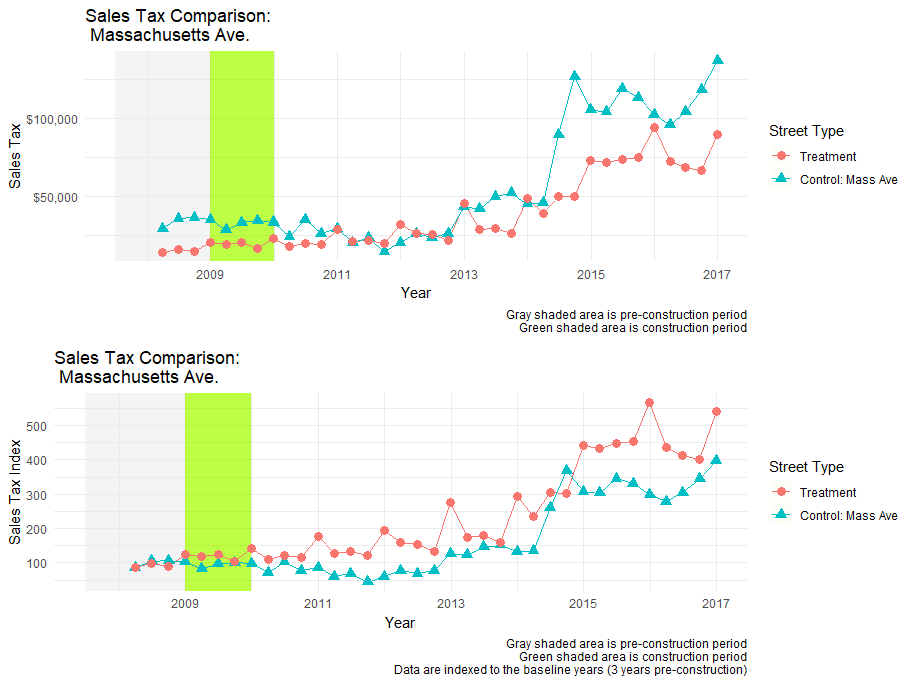 Sales Tax Comparison:
Massachusetts Ave.
Sales Tax
$100,000
$50,000
2009 2011 2013 2015 2017
Year
Street Type
Treatment
Control: Mass Ave
Gray shaded area is pre-construction period
Green shaded area is construction period
Sales Tax Comparison:
Massachusetts Ave.
Sales Tax Index
500
400
300
200
100
2009 2011 2013 2015 2017
Year
Street Type
Treatment
Control: Mass Ave
Gray shaded area is pre-construction period
Green shaded area is construction period
Data are indexed to the baseline years (3 years pre-construction)